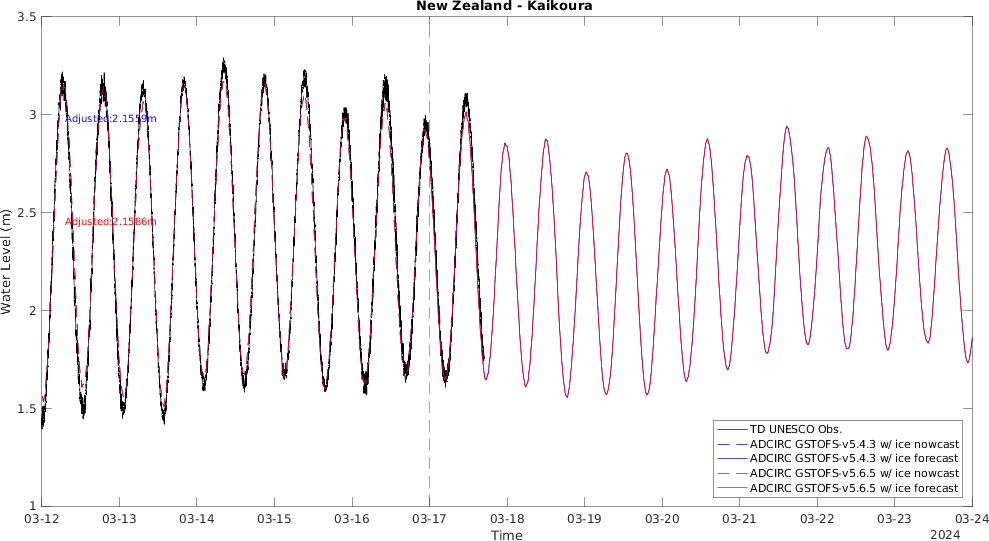 New Zealand - Kaikoura
3.5
3
2.5
2
1.5
1
Water Level (m)
Adjusted:2.1559m
Adjusted:2.1586m
TD UNESCO Obs.
ADCIRC GSTOFS-v5.4.3 w/ ice nowcast
ADCIRC GSTOFS-v5.4.3 w/ ice forecast
ADCIRC GSTOFS-v5.6.5 w/ ice nowcast
ADCIRC GSTOFS-v5.6.5 w/ ice forecast
03-12 03-13 03-14 03-15 03-16 03-17 03-18 03-19 03-20 03-21 03-22 03-23 03-24
Time
2024